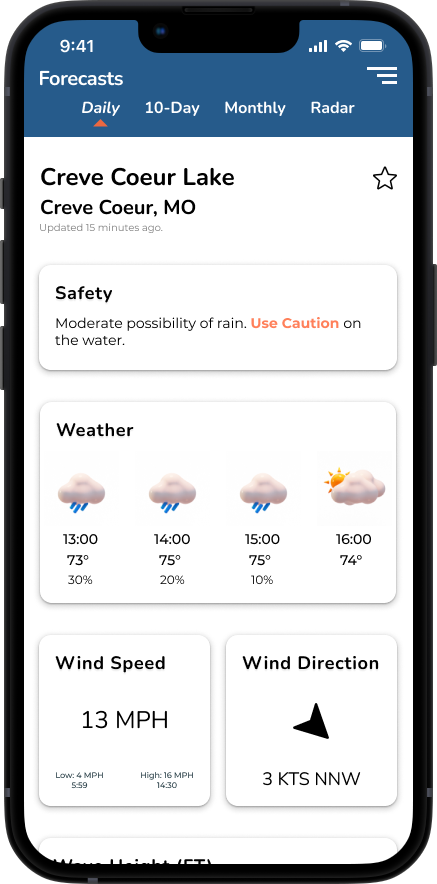 9:41
Forecasts
Daily 10-Day Monthly Radar
Creve Coeur Lake
Creve Coeur, MO
Updated 15 minutes ago.
Safety
Moderate possibility of rain. Use Caution on
the water.
Weather
13:00 14:00 15:00 16:00
73° 75° 75° 74°
30% 20% 10%
Wind Speed
13 MPH
Low: 4 MPH High: 16 MPH
5:59 14:30
Wind Direction
3 KTS NNW
Wave Height (FT)